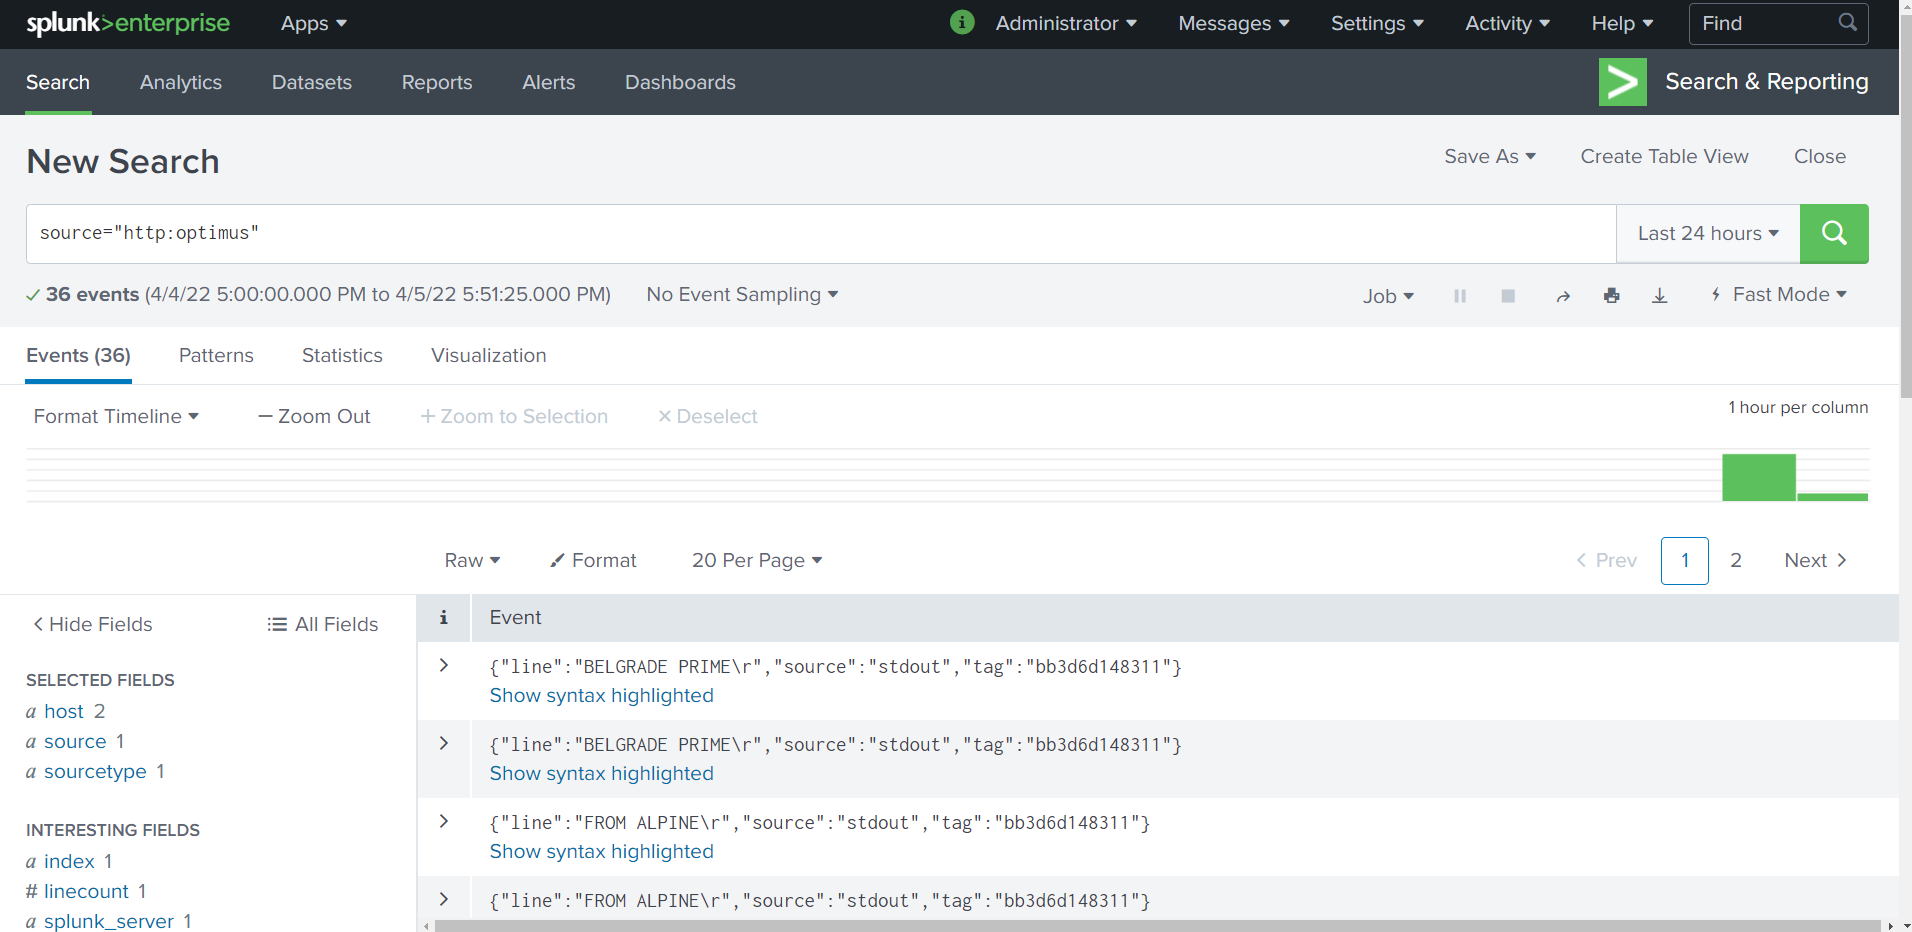 splunk>enterprise Apps Administrator Messages Settings Activity Help Find
Search Analytics Datasets Reports Alerts Dashboards Search & Reporting
New Search Save As Create Table View Close
source="http:optimus" Last 24 hours
36 events (4/4/22 5:00:00.000 PM to 4/5/22 5:51:25.000 PM) No Event Sampling Job Fast Mode
Events (36) Patterns Statistics Visualization
Format Timeline — Zoom Out + Zoom to Selection × Deselect 1 hour per column
Raw Format 20 Per Page < Prev 1 2 Next >
< Hide Fields All Fields i Event
SELECTED FIELDS
a host 2
a source 1
a sourcetype 1
INTERESTING FIELDS
a index 1
# linecount 1
a splunk_server 1
> {"line":"BELGRADE PRIME\r","source":"stdout","tag":"bb3d6d148311"}
Show syntax highlighted
> {"line":"BELGRADE PRIME\r","source":"stdout","tag":"bb3d6d148311"}
Show syntax highlighted
> {"line":"FROM ALPINE\r","source":"stdout","tag":"bb3d6d148311"}
Show syntax highlighted
> {"line":"FROM ALPINE\r","source":"stdout","tag":"bb3d6d148311"}